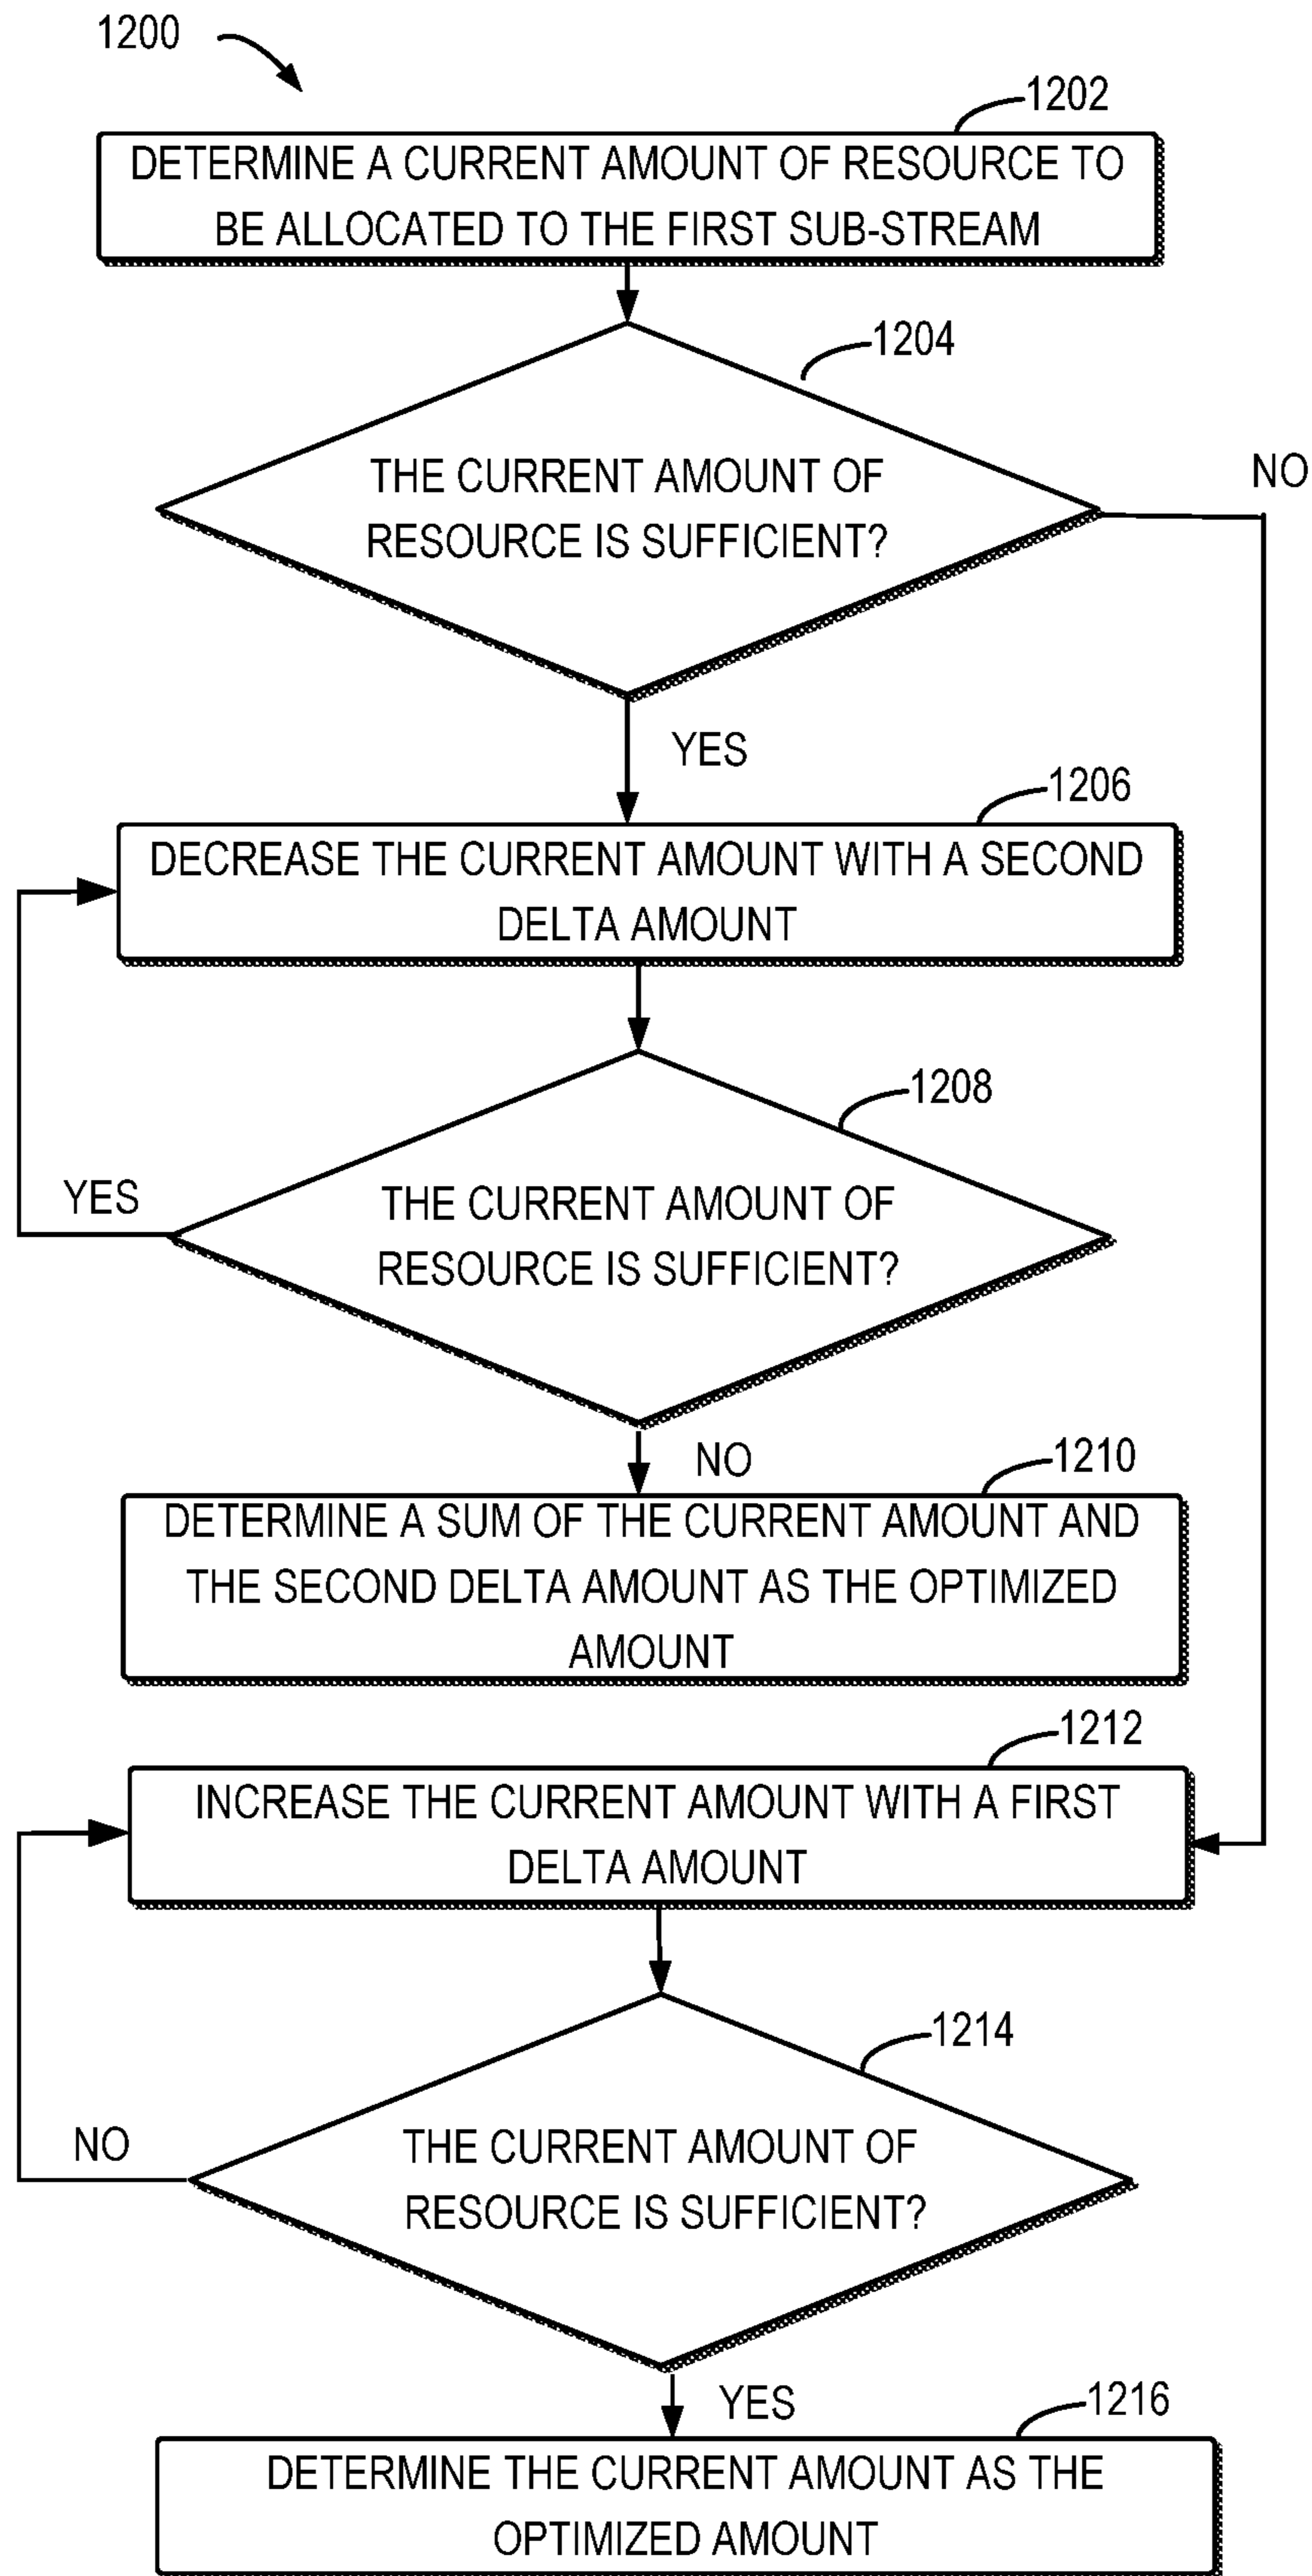 1200
1202
DETERMINE A CURRENT AMOUNT OF RESOURCE TO
BE ALLOCATED TO THE FIRST SUB-STREAM
1204
THE CURRENT AMOUNT OF
RESOURCE IS SUFFICIENT?
NO
YES
1206
DECREASE THE CURRENT AMOUNT WITH A SECOND
DELTA AMOUNT
1208
THE CURRENT AMOUNT OF
RESOURCE IS SUFFICIENT?
YES
NO
1210
DETERMINE A SUM OF THE CURRENT AMOUNT AND
THE SECOND DELTA AMOUNT AS THE OPTIMIZED
AMOUNT
1212
INCREASE THE CURRENT AMOUNT WITH A FIRST
DELTA AMOUNT
1214
THE CURRENT AMOUNT OF
RESOURCE IS SUFFICIENT?
NO
YES
1216
DETERMINE THE CURRENT AMOUNT AS THE
OPTIMIZED AMOUNT